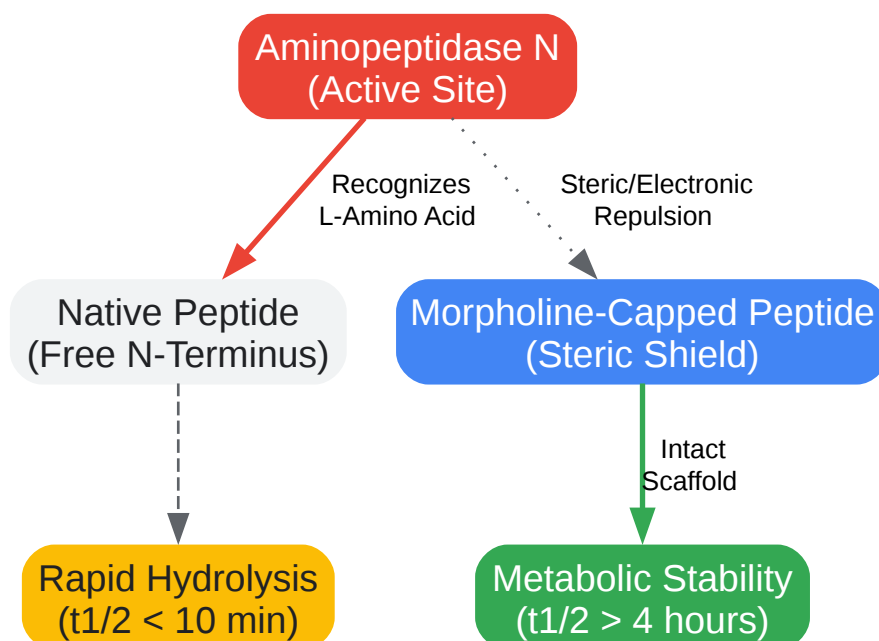 Aminopeptidase N
(Active Site)
Recognizes
L-Amino Acid
Steric/Electronic
Repulsion
Native Peptide
(Free N-Terminus)
Morpholine-Capped Peptide
(Steric Shield)
Intact
Scaffold
Rapid Hydrolysis
(t1/2 < 10 min)
Metabolic Stability
(t1/2 > 4 hours)